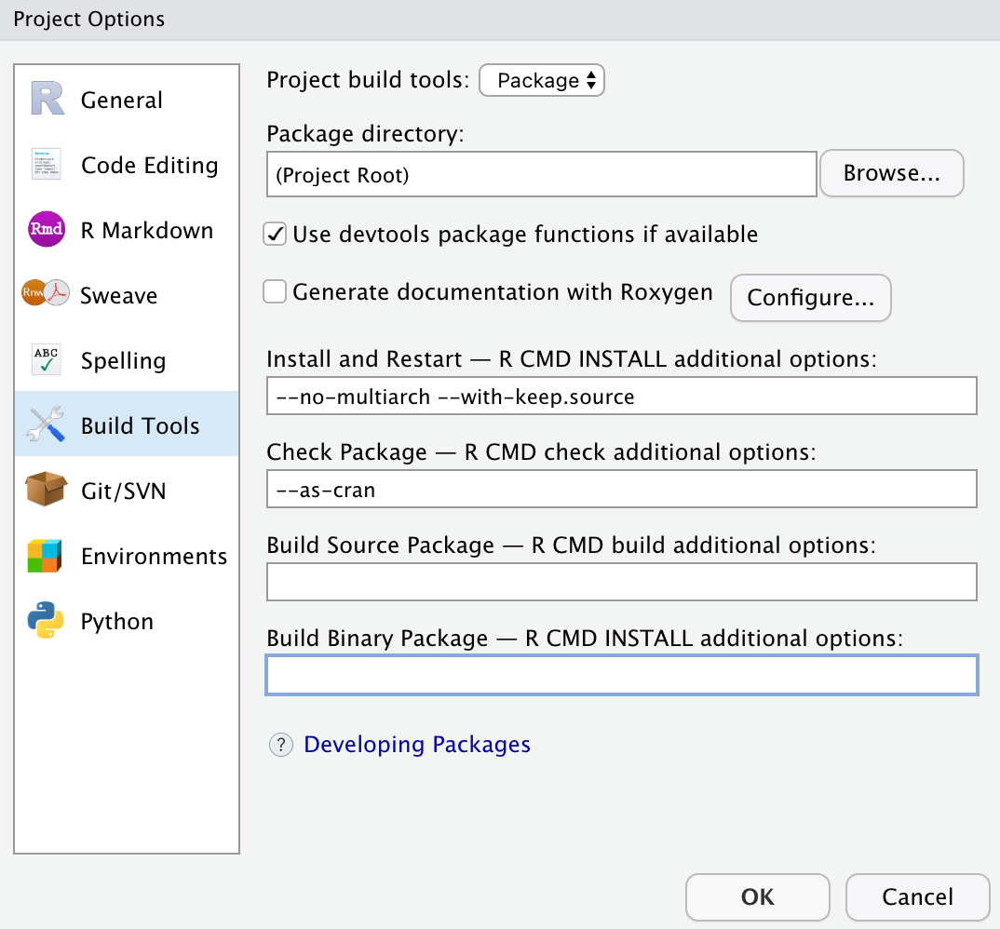 Project Options
General
Code Editing
Rmd
R Markdown
Rnw
Sweave
ABC
Spelling
Build Tools
Git/SVN
Environments
Python
Project build tools: Package
Package directory:
(Project Root)
Browse...
Use devtools package functions if available
Generate documentation with Roxygen
Configure...
Install and Restart — R CMD INSTALL additional options:
--no-multiarch --with-keep.source
Check Package — R CMD check additional options:
--as-cran
Build Source Package — R CMD build additional options:
Build Binary Package — R CMD INSTALL additional options:
? Developing Packages
OK
Cancel